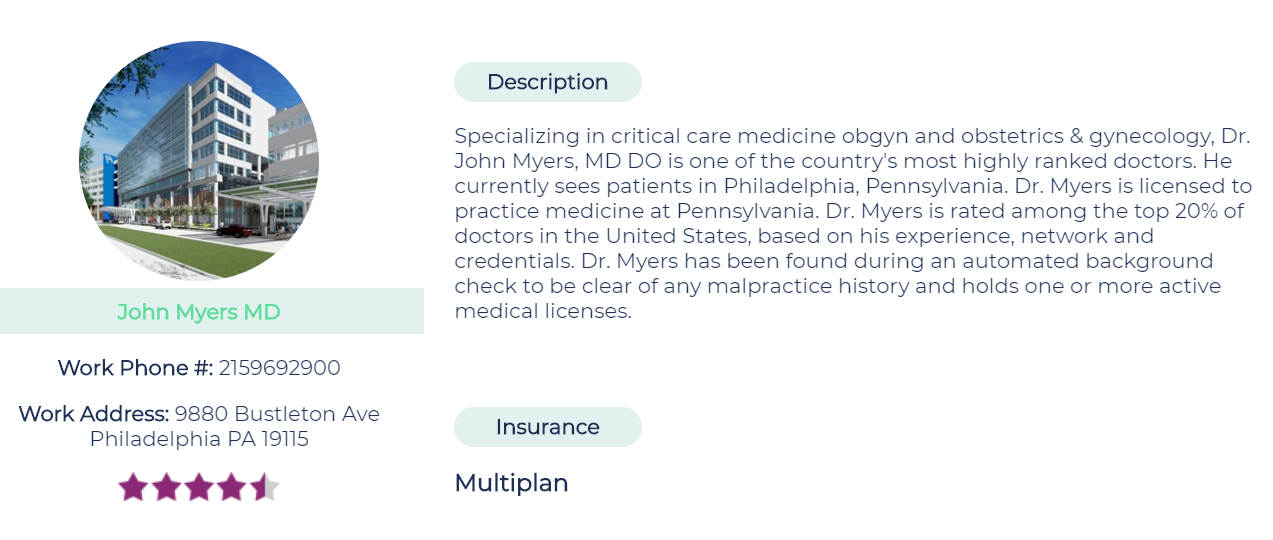 John Myers MD
Work Phone #: 2159692900
Work Address: 9880 Bustleton Ave
Philadelphia PA 19115
Description
Specializing in critical care medicine obgyn and obstetrics & gynecology, Dr.
John Myers, MD DO is one of the country's most highly ranked doctors. He
currently sees patients in Philadelphia, Pennsylvania. Dr. Myers is licensed to
practice medicine at Pennsylvania. Dr. Myers is rated among the top 20% of
doctors in the United States, based on his experience, network and
credentials. Dr. Myers has been found during an automated background
check to be clear of any malpractice history and holds one or more active
medical licenses.
Insurance
Multiplan